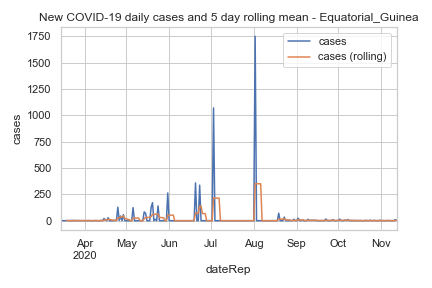 New COVID-19 daily cases and 5 day rolling mean - Equatorial_Guinea
cases
cases (rolling)
1750
1500
1250
1000
750
500
250
0
cases
Apr May Jun Jul Aug Sep Oct Nov
2020
dateRep